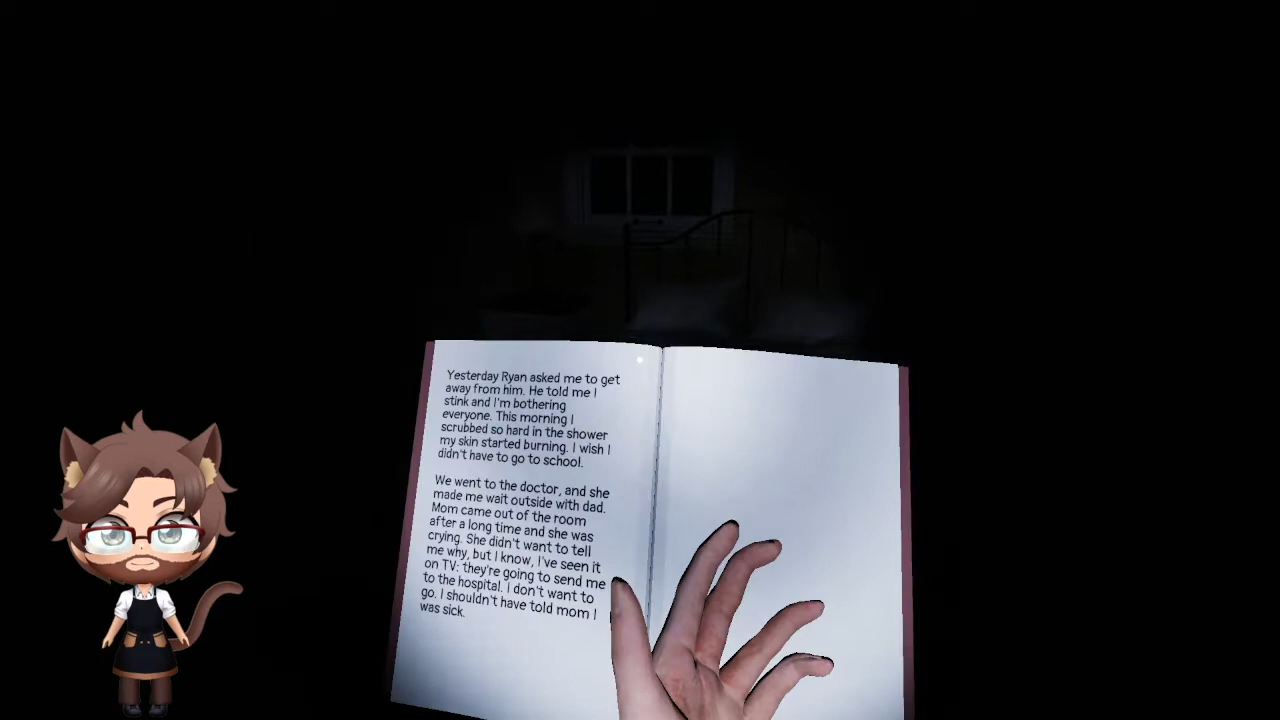 Yesterday Ryan asked me to get
away from him. He told me I
stink and I'm bothering
everyone. This morning I
scrubbed so hard in the shower
my skin started burning. I wish I
didn't have to go to school.
We went to the doctor, and she
made me wait outside with dad.
Mom came out of the room
after a long time and she was
crying. She didn't want to tell
me why, but I know, I've seen it
on TV: they're going to send me
to the hospital. I don't want to
go. I shouldn't have told mom I
was sick.